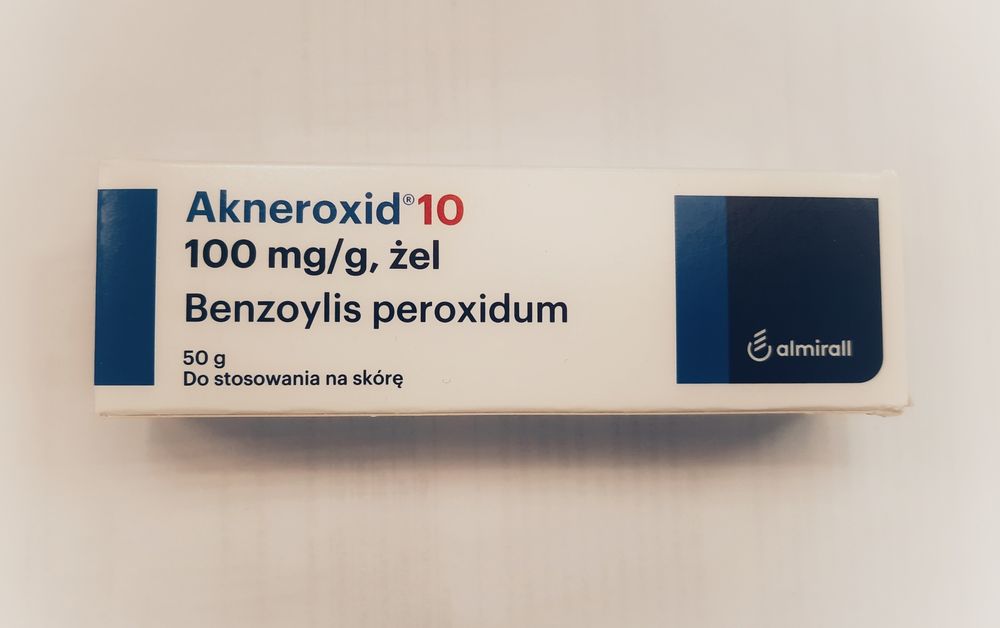 Akneroxid®10
100 mg/g, żel
Benzoylis peroxidum
50 g
Do stosowania na skórę
almirall